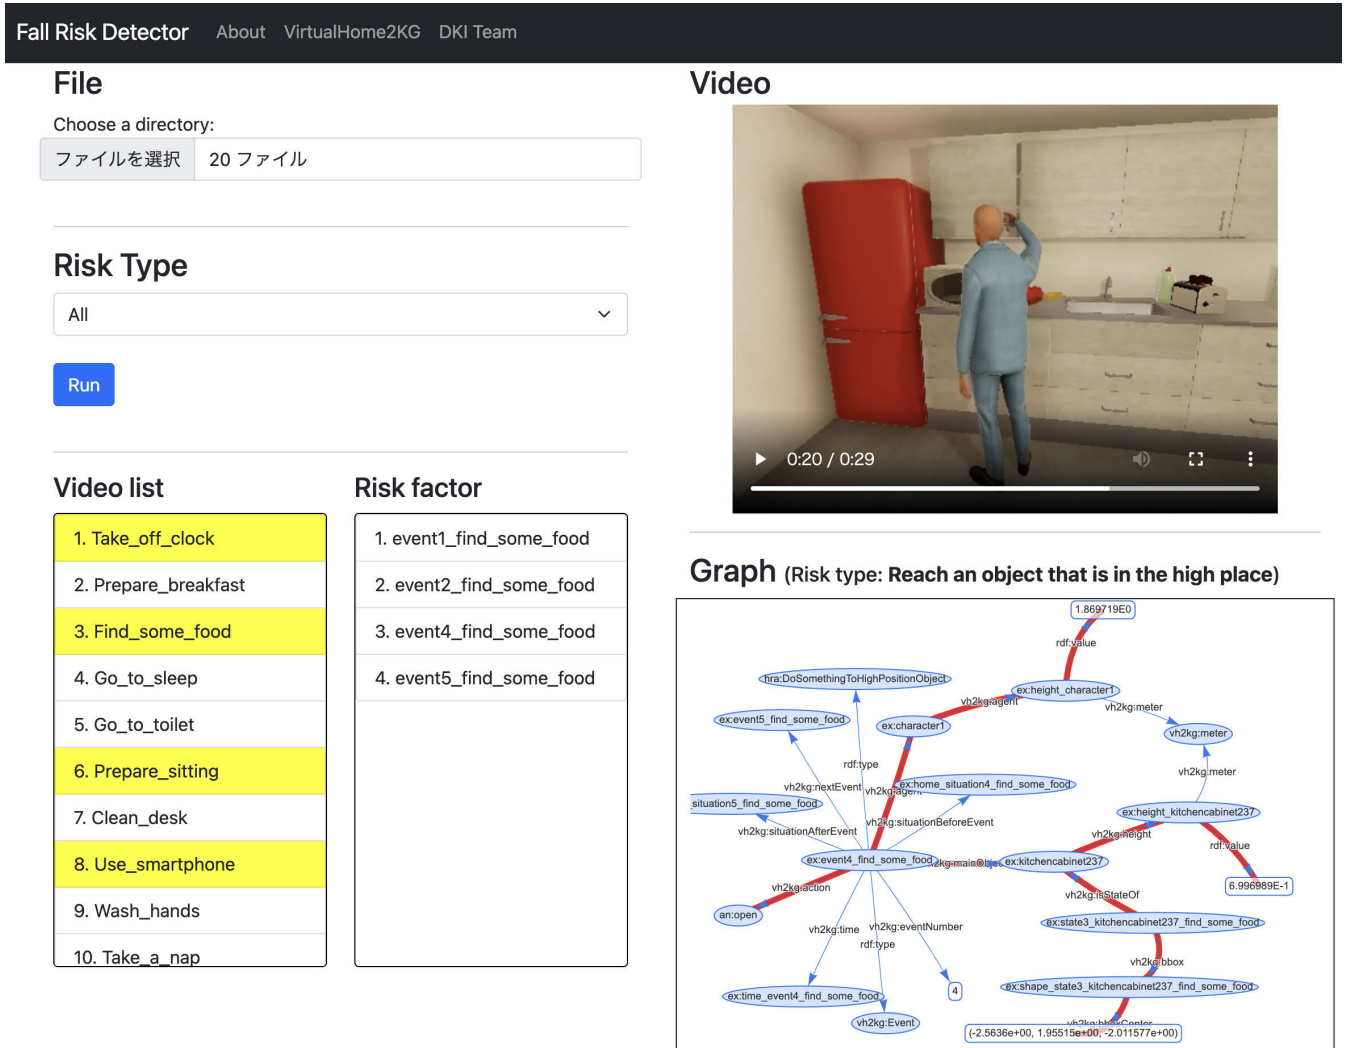 Fall Risk Detector About VirtualHome2KG DKI Team
File
Choose a directory:
ファイルを選択 20 ファイル
Risk Type
All
Run
Video list
1. Take_off_clock
2. Prepare_breakfast
3. Find_some_food
4. Go_to_sleep
5. Go_to_toilet
6. Prepare_sitting
7. Clean_desk
8. Use_smartphone
9. Wash_hands
10. Take_a_nap
Risk factor
1. event1_find_some_food
2. event2_find_some_food
3. event4_find_some_food
4. event5_find_some_food
Video
0:20 / 0:29
Graph (Risk type: Reach an object that is in the high place)
1.869719E0
rdf:value
hra:DoSomethingToHighPositionObject
ex:height_character1
vh2kg:agent
vh2kg:meter
ex:event5_find_some_food
ex:character1
vh2kg:meter
rdf:type
vh2kg:meter
vh2kg:nextEvent
vh2kg:agent
ex:home_situation4_find_some_food
_situation5_find_some_food
ex:height_kitchencabinet237
vh2kg:situationBeforeEvent
vh2kg:situationAfterEvent
vh2kg:height
rdf:value
ex:event4_find_some_food
vh2kg:mainObject
ex:kitchencabinet237
vh2kg:action
6.996989E-1
vh2kg:isStateOf
an:open
ex:state3_kitchencabinet237_find_some_food
vh2kg:time
vh2kg:eventNumber
rdf:type
vh2kg:bbox
ex:shape_state3_kitchencabinet237_find_some_food
ex:time_event4_find_some_food
4
vh2kg:Event
vh2kg:bboxCenter
(-2.5636e+00, 1.95515e+00, -2.011577e+00)